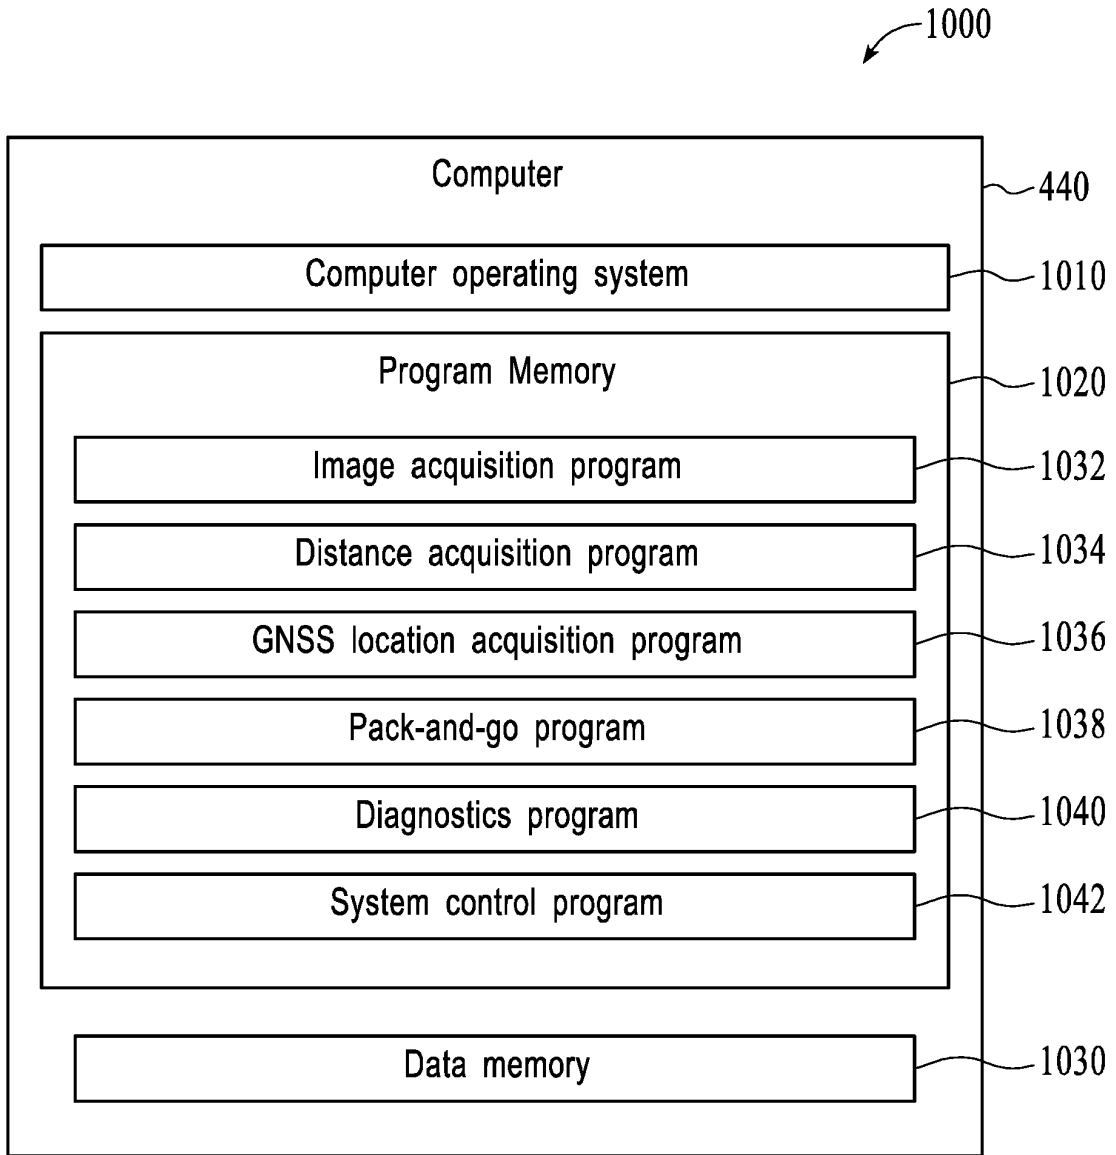 1000
Computer
440
Computer operating system
1010
Program Memory
1020
Image acquisition program
1032
Distance acquisition program
1034
GNSS location acquisition program
1036
Pack-and-go program
1038
Diagnostics program
1040
System control program
1042
Data memory
1030